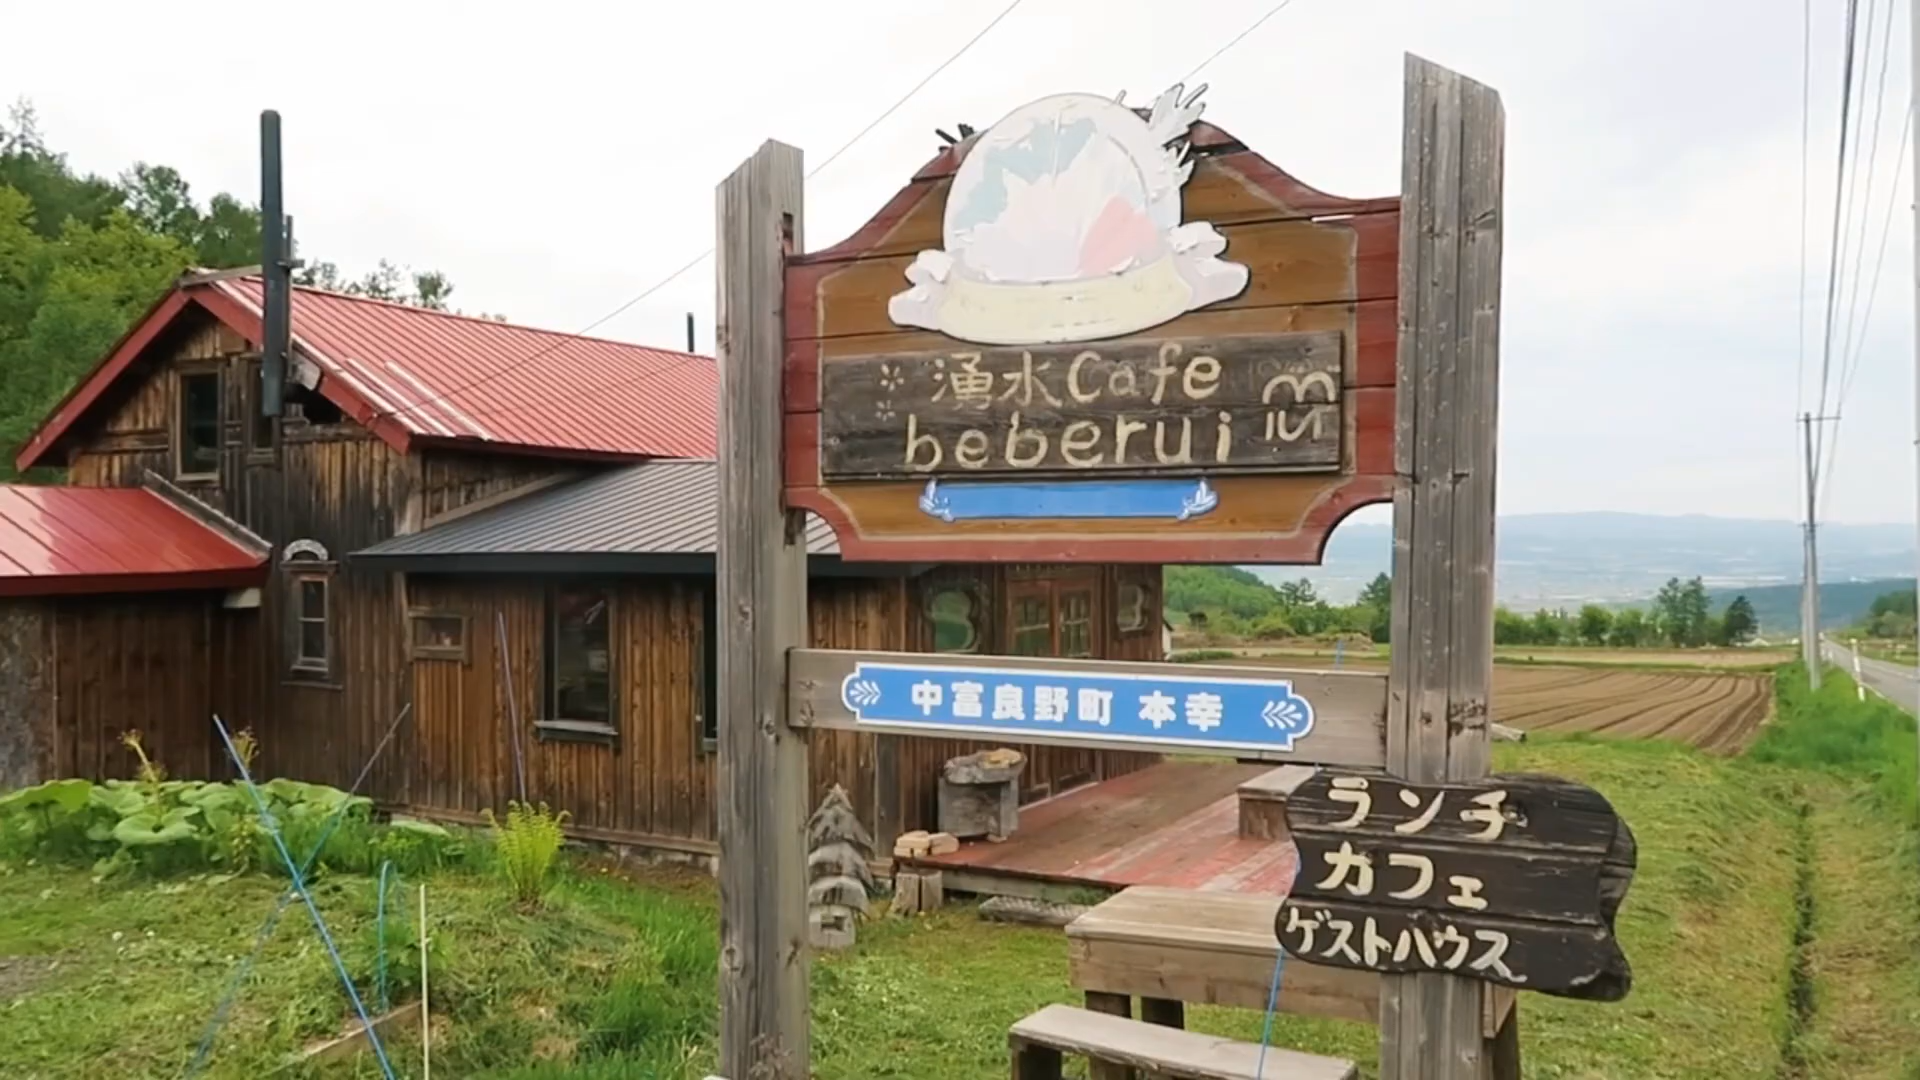 湧水Cafe
beberui
中富良野町 本幸
ランチ
カフェ
ゲストハウス